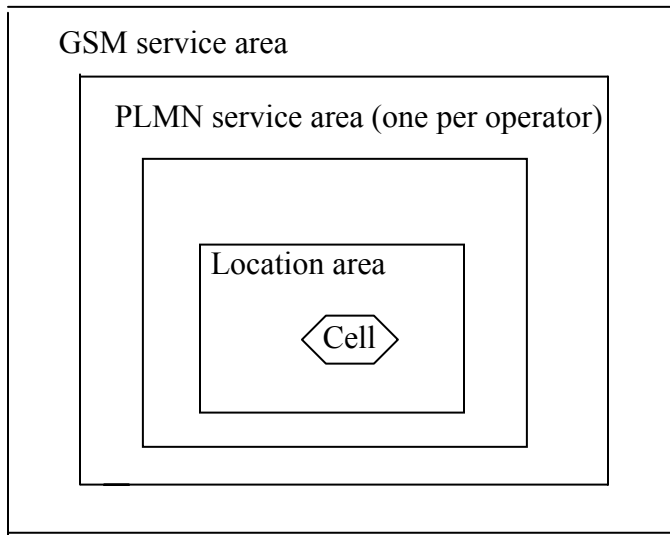 GSM service area
PLMN service area (one per operator)
Location area
Cell